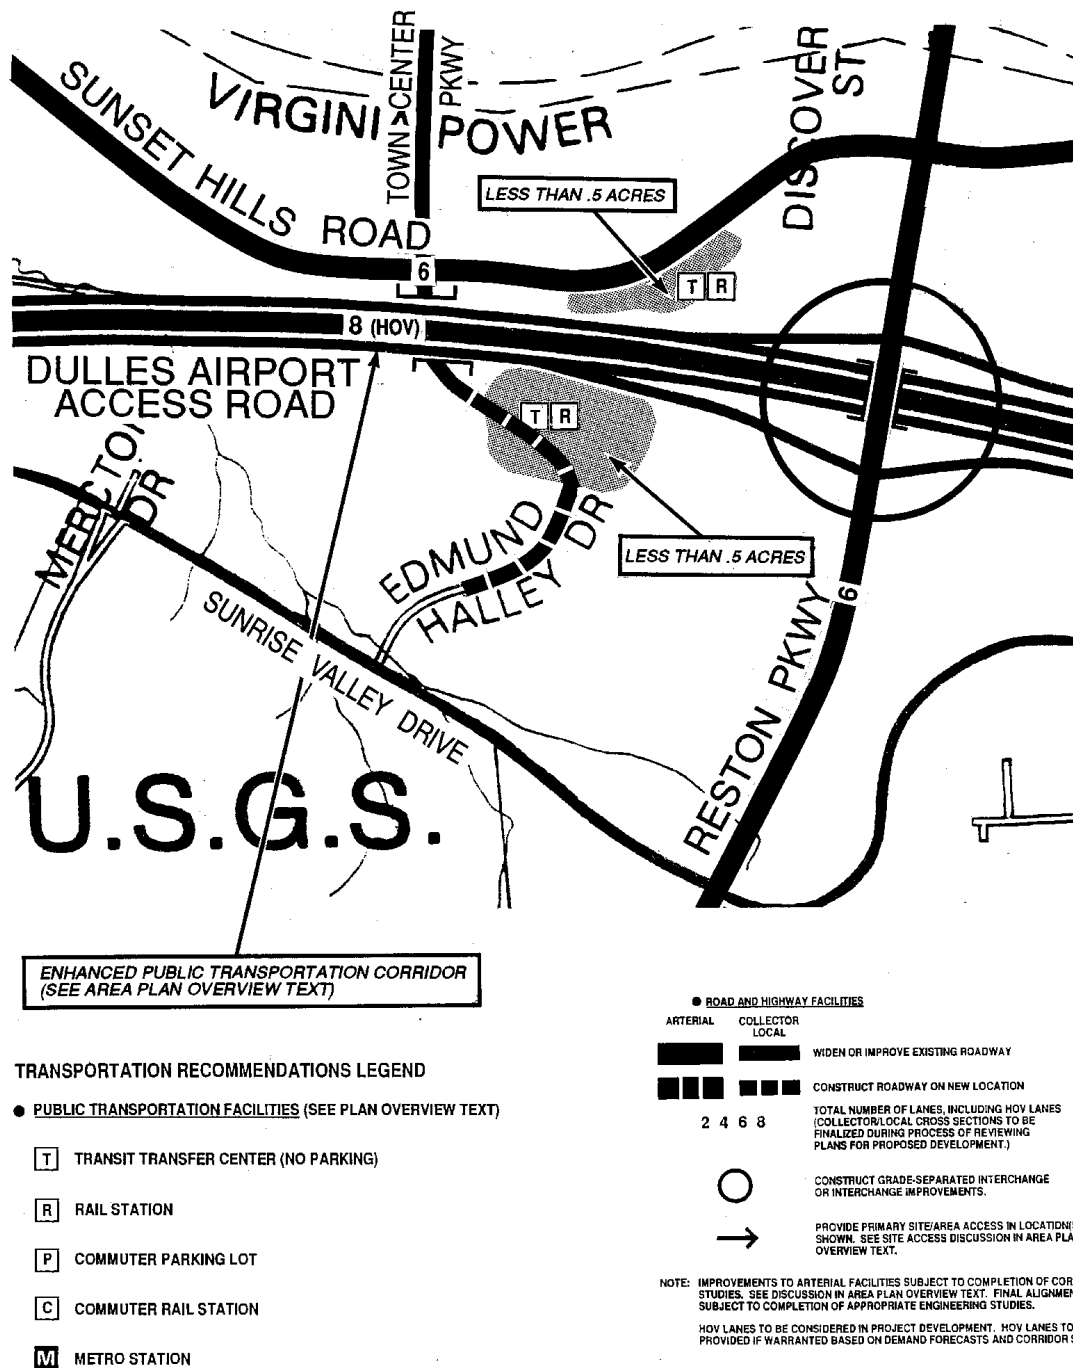 TOWN CENTER
PKWY
DISCOVER
ST
SUNSET HILLS ROAD
VIRGINIA POWER
LESS THAN .5 ACRES
6
T R
8 (HOV)
DULLES AIRPORT
ACCESS ROAD
T R
DR
EDMUND
HALLEY DR
LESS THAN .5 ACRES
6
SUNRISE VALLEY DRIVE
RESTON PKWY
U.S.G.S.
ENHANCED PUBLIC TRANSPORTATION CORRIDOR
(SEE AREA PLAN OVERVIEW TEXT)
TRANSPORTATION RECOMMENDATIONS LEGEND
● PUBLIC TRANSPORTATION FACILITIES (SEE PLAN OVERVIEW TEXT)
T TRANSIT TRANSFER CENTER (NO PARKING)
R RAIL STATION
P COMMUTER PARKING LOT
C COMMUTER RAIL STATION
M METRO STATION
● ROAD AND HIGHWAY FACILITIES
ARTERIAL COLLECTOR
LOCAL
WIDEN OR IMPROVE EXISTING ROADWAY
CONSTRUCT ROADWAY ON NEW LOCATION
2 4 6 8 TOTAL NUMBER OF LANES, INCLUDING HOV LANES
(COLLECTOR/LOCAL CROSS SECTIONS TO BE
FINALIZED DURING PROCESS OF REVIEWING
PLANS FOR PROPOSED DEVELOPMENT.)
CONSTRUCT GRADE-SEPARATED INTERCHANGE
OR INTERCHANGE IMPROVEMENTS.
PROVIDE PRIMARY SITE/AREA ACCESS IN LOCATION(
SHOWN. SEE SITE ACCESS DISCUSSION IN AREA PLA
OVERVIEW TEXT.
NOTE: IMPROVEMENTS TO ARTERIAL FACILITIES SUBJECT TO COMPLETION OF COR
STUDIES. SEE DISCUSSION IN AREA PLAN OVERVIEW TEXT. FINAL ALIGNMEN
SUBJECT TO COMPLETION OF APPROPRIATE ENGINEERING STUDIES.
HOV LANES TO BE CONSIDERED IN PROJECT DEVELOPMENT. HOV LANES TO
PROVIDED IF WARRANTED BASED ON DEMAND FORECASTS AND CORRIDOR S